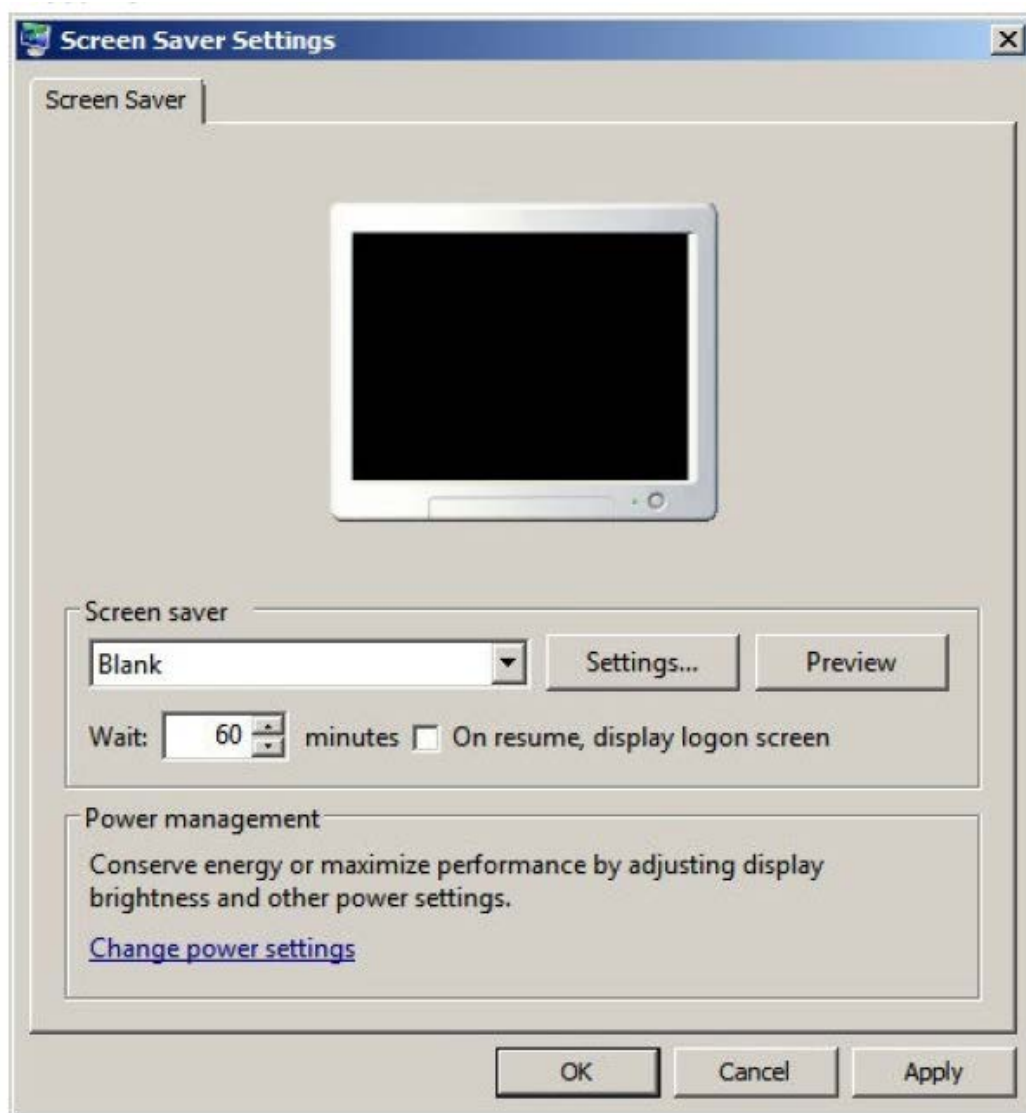 Screen Saver Settings
Screen Saver
Screen saver
Blank
Settings...
Preview
Wait: 60 minutes On resume, display logon screen
Power management
Conserve energy or maximize performance by adjusting display
brightness and other power settings.
Change power settings
OK Cancel Apply